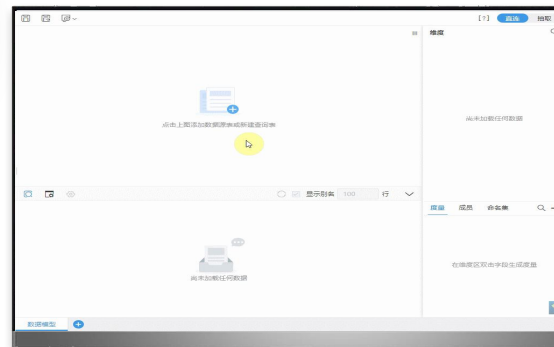 [↑] 直连 抽取
维度
点击上图添加数据源表或新建查询表
尚未加载任何数据
显示别名 100 行
度量 成员 命名集
尚未加载任何数据
在维度区双击字段生成度量
数据模型